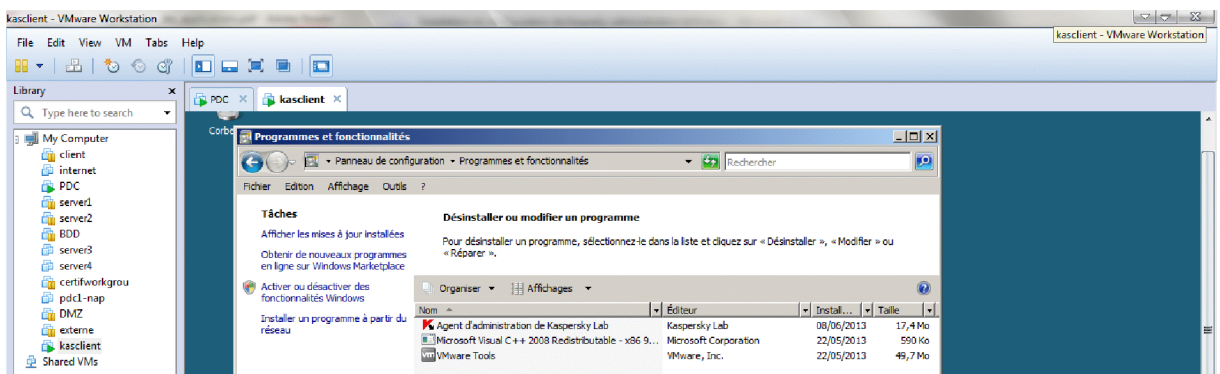 kasclient - VMware Workstation
kasclient - VMware Workstation
File Edit View VM Tabs Help
Library x
PDC × kasclient ×
Type here to search
My Computer
client
internet
PDC
server1
server2
BDD
server3
server4
certifworkgrou
pdc1-nap
DMZ
externe
kasclient
Shared VMs
Corbe
Programmes et fonctionnalités
Panneau de configuration Programmes et fonctionnalités
Rechercher
Fichier Edition Affichage Outils ?
Tâches
Afficher les mises à jour installées
Obtenir de nouveaux programmes
en ligne sur Windows Marketplace
Activer ou désactiver des
fonctionnalités Windows
Installer un programme à partir du
réseau
Désinstaller ou modifier un programme
Pour désinstaller un programme, sélectionnez-le dans la liste et cliquez sur « Désinstaller », « Modifier » ou
« Réparer ».
Organiser Affichages
Nom Éditeur Install... Taille
Agent d'administration de Kaspersky Lab Kaspersky Lab 08/06/2013 17,4 Mo
Microsoft Visual C++ 2008 Redistributable - x86 9... Microsoft Corporation 22/05/2013 590 Ko
VMware Tools VMware, Inc. 22/05/2013 49,7 Mo